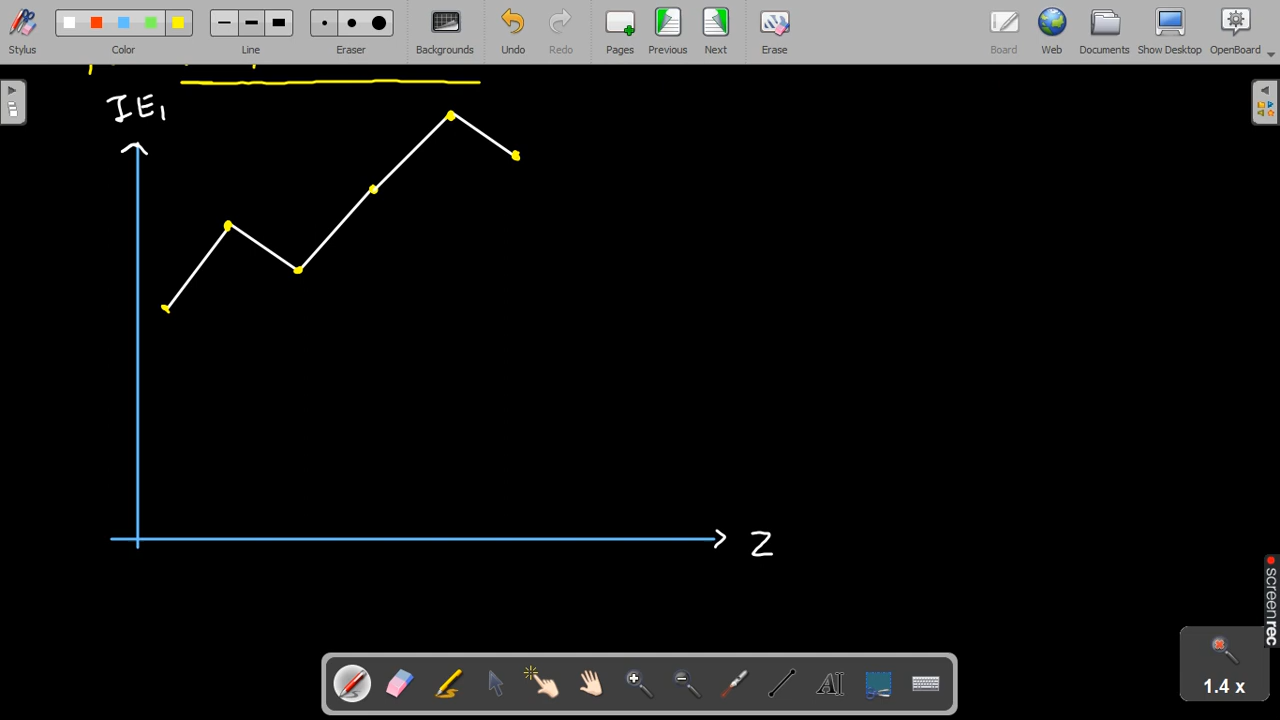 Stylus Color Line Eraser Backgrounds Undo Redo Pages Previous Next Erase Board Web Documents Show Desktop OpenBoard
IE1
Z
AI
screenrec
1.4 x